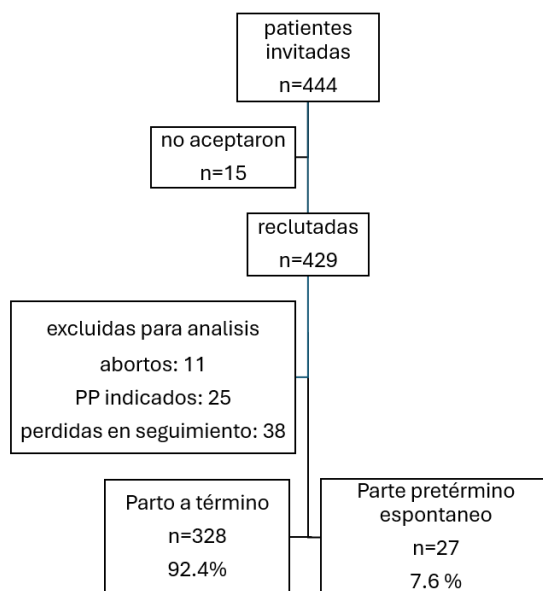 patientes
invitadas
n=444
no aceptaron
n=15
reclutadas
n=429
excluidas para analisis
abortos: 11
PP indicados: 25
perdidas en seguimiento: 38
Parto a término
n=328
92.4%
Parte pretérmino
espontaneo
n=27
7.6 %